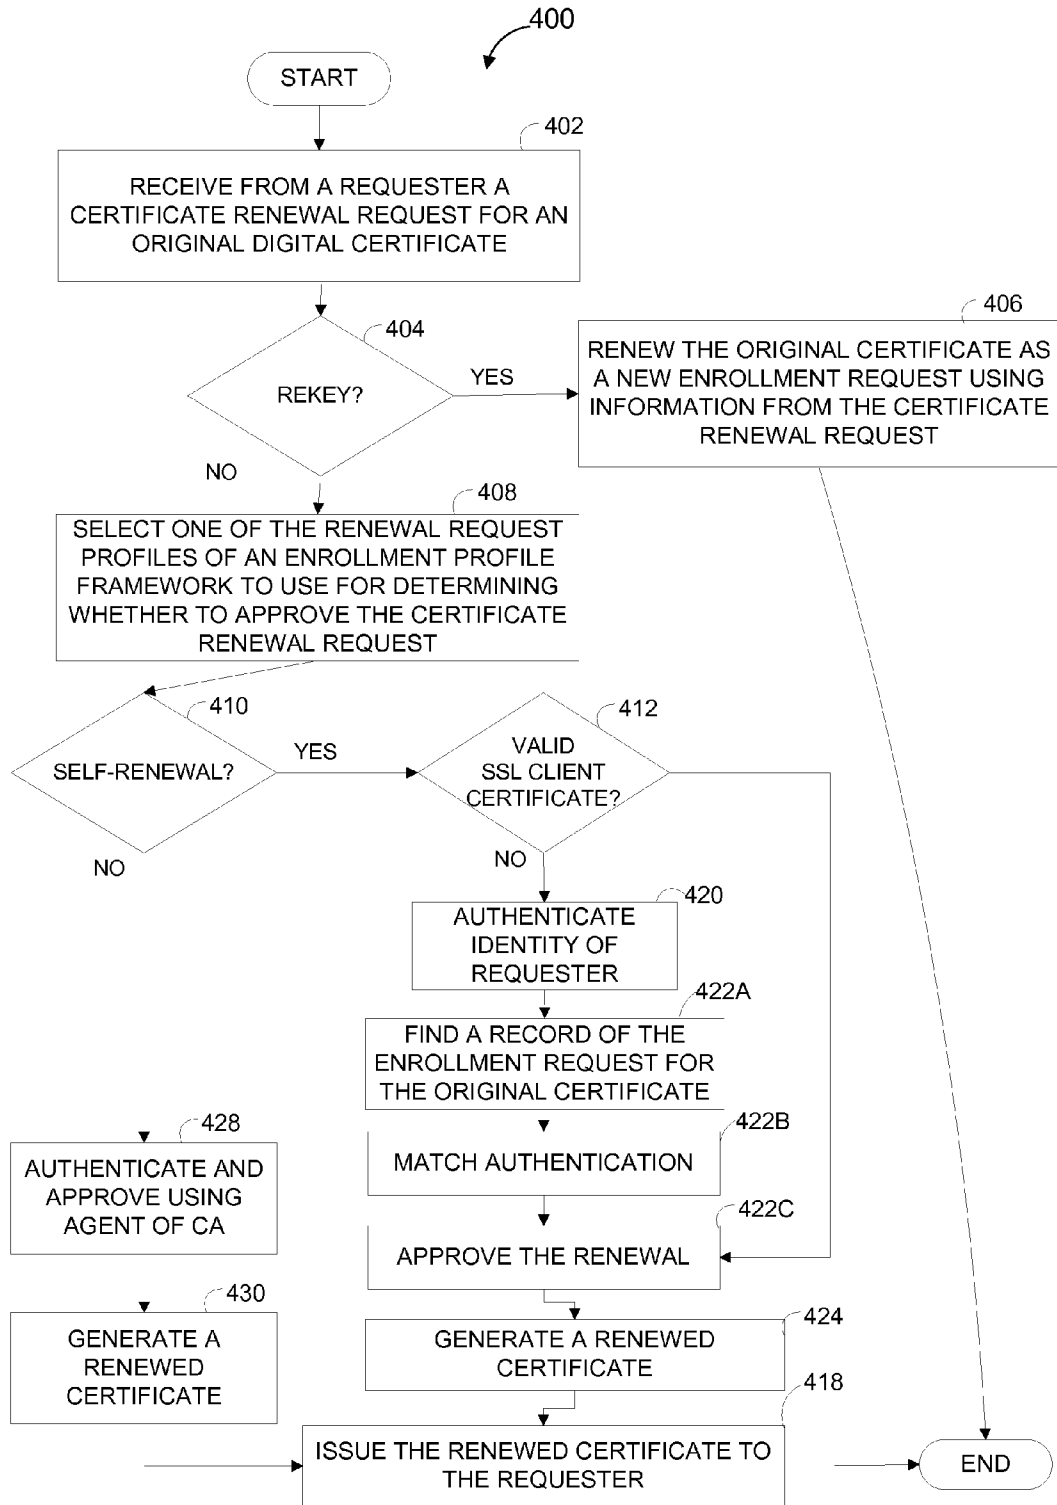 400
START
402
RECEIVE FROM A REQUESTER A
CERTIFICATE RENEWAL REQUEST FOR AN
ORIGINAL DIGITAL CERTIFICATE
404
REKEY?
YES
NO
406
RENEW THE ORIGINAL CERTIFICATE AS
A NEW ENROLLMENT REQUEST USING
INFORMATION FROM THE CERTIFICATE
RENEWAL REQUEST
408
SELECT ONE OF THE RENEWAL REQUEST
PROFILES OF AN ENROLLMENT PROFILE
FRAMEWORK TO USE FOR DETERMINING
WHETHER TO APPROVE THE CERTIFICATE
RENEWAL REQUEST
410
SELF-RENEWAL?
YES
NO
412
VALID
SSL CLIENT
CERTIFICATE?
NO
420
AUTHENTICATE
IDENTITY OF
REQUESTER
422A
FIND A RECORD OF THE
ENROLLMENT REQUEST FOR
THE ORIGINAL CERTIFICATE
422B
MATCH AUTHENTICATION
422C
APPROVE THE RENEWAL
428
AUTHENTICATE AND
APPROVE USING
AGENT OF CA
430
GENERATE A
RENEWED
CERTIFICATE
424
GENERATE A RENEWED
CERTIFICATE
418
ISSUE THE RENEWED CERTIFICATE TO
THE REQUESTER
END